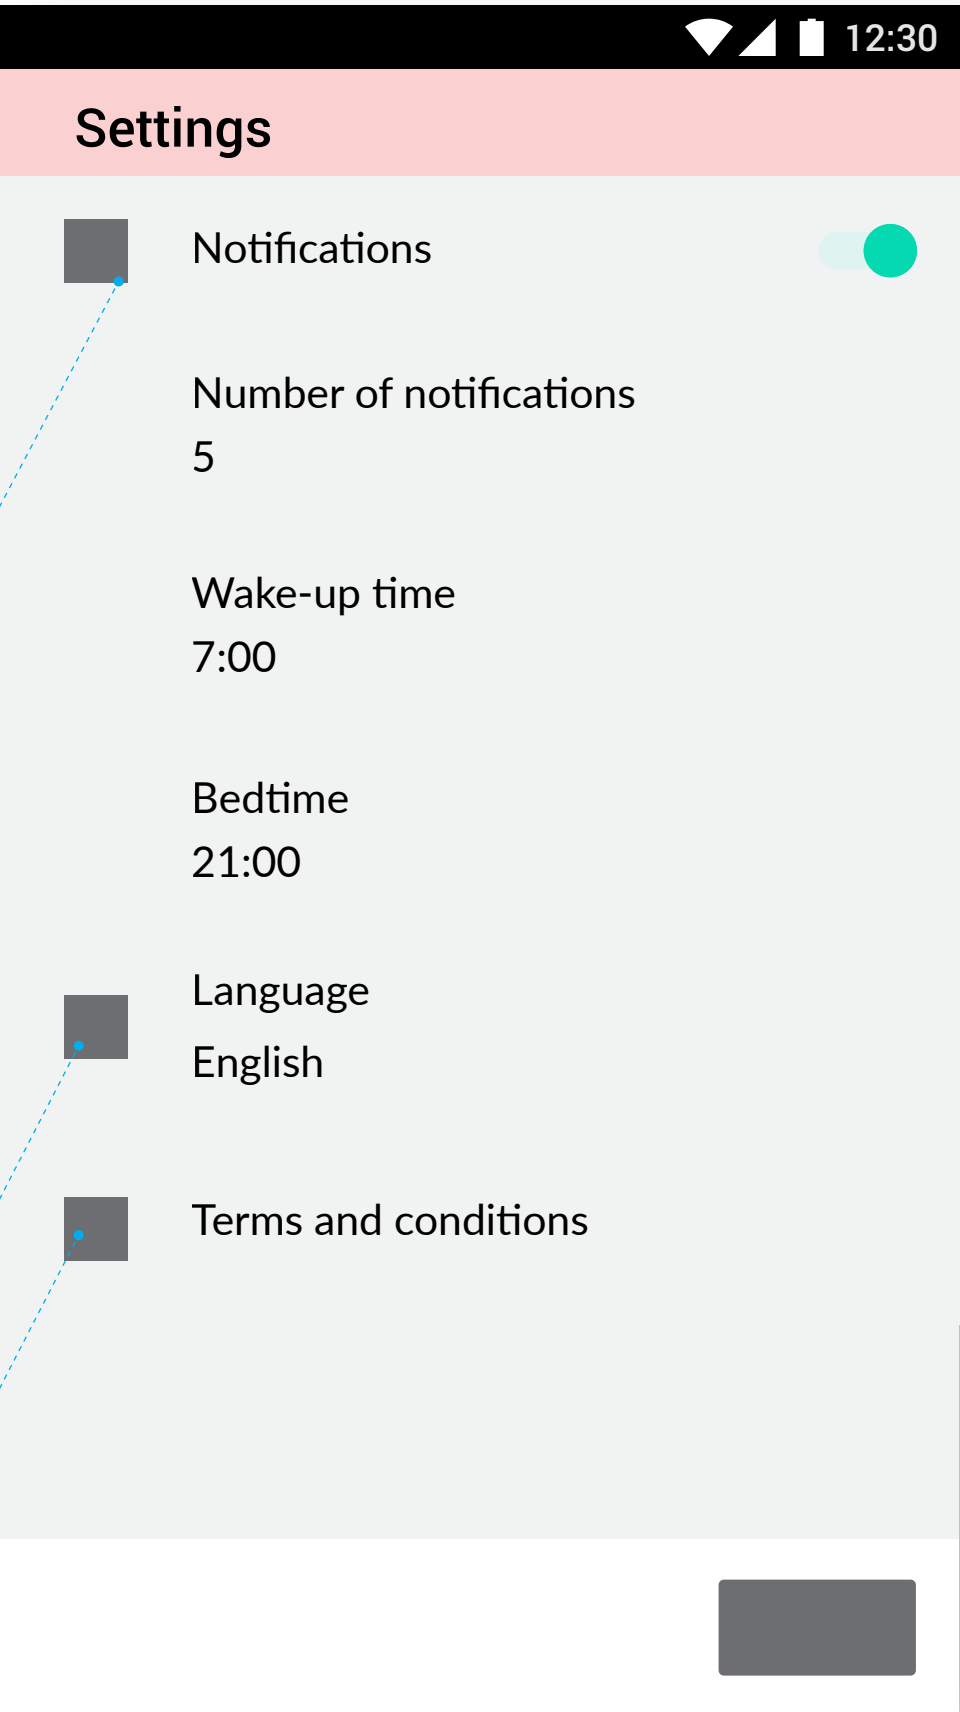 12:30
Settings
Notifications
Number of notifications
5
Wake-up time
7:00
Bedtime
21:00
Language
English
Terms and conditions